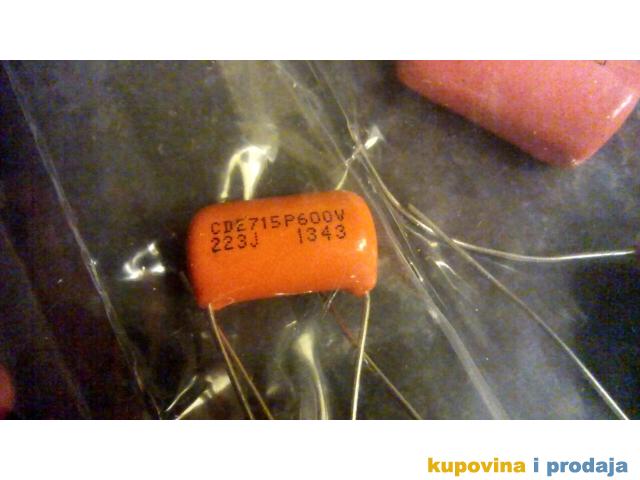 CD2715P600V
223J 1343
kupovina i prodaja